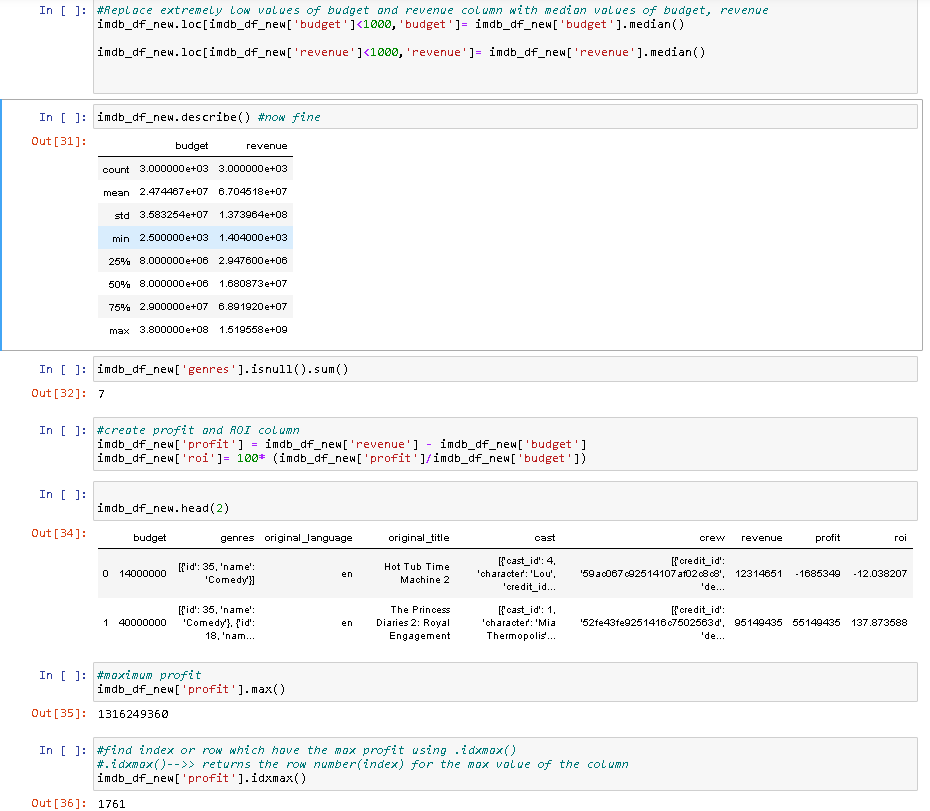 In [ ]: #Replace extremely low values of budget and revenue column with median values of budget, revenue
imdb_df_new.loc[imdb_df_new['budget']<1000,'budget']= imdb_df_new['budget'].median()
imdb_df_new.loc[imdb_df_new['revenue']<1000,'revenue']= imdb_df_new['revenue'].median()
In [ ]: imdb_df_new.describe() #now fine
Out[31]:
budget revenue
count 3.000000e+03 3.000000e+03
mean 2.474467e+07 6.704518e+07
std 3.583254e+07 1.373964e+08
min 2.500000e+03 1.404000e+03
25% 8.000000e+06 2.947600e+06
50% 8.000000e+06 1.680873e+07
75% 2.900000e+07 6.891920e+07
max 3.800000e+08 1.519558e+09
In [ ]: imdb_df_new['genres'].isnull().sum()
Out[32]: 7
In [ ]: #create profit and ROI column
imdb_df_new['profit'] = imdb_df_new['revenue'] - imdb_df_new['budget']
imdb_df_new['roi']= 100* (imdb_df_new['profit']/imdb_df_new['budget'])
In [ ]:
imdb_df_new.head(2)
Out[34]:
budget genres original_language original_title cast crew revenue profit roi
[{'id': 35, 'name': Hot Tub Time [{'cast_id': 4, [{'credit_id':
0 14000000 'Comedy'}] en Machine 2 'character': 'Lou', '59ac067c92514107af02c8c8', 12314651 -1685349 -12.038207
'credit_id... 'de...
[{'id': 35, 'name': The Princess [{'cast_id': 1, [{'credit_id':
1 40000000 'Comedy'}, {'id': en Diaries 2: Royal 'character': 'Mia '52fe43fe9251416c7502563d', 95149435 55149435 137.873588
18, 'nam... Engagement Thermopolis'... 'de...
In [ ]: #maximum profit
imdb_df_new['profit'].max()
Out[35]: 1316249360
In [ ]: #find index or row which have the max profit using .idxmax()
#.idxmax()-->> returns the row number(index) for the max value of the column
imdb_df_new['profit'].idxmax()
Out[36]: 1761